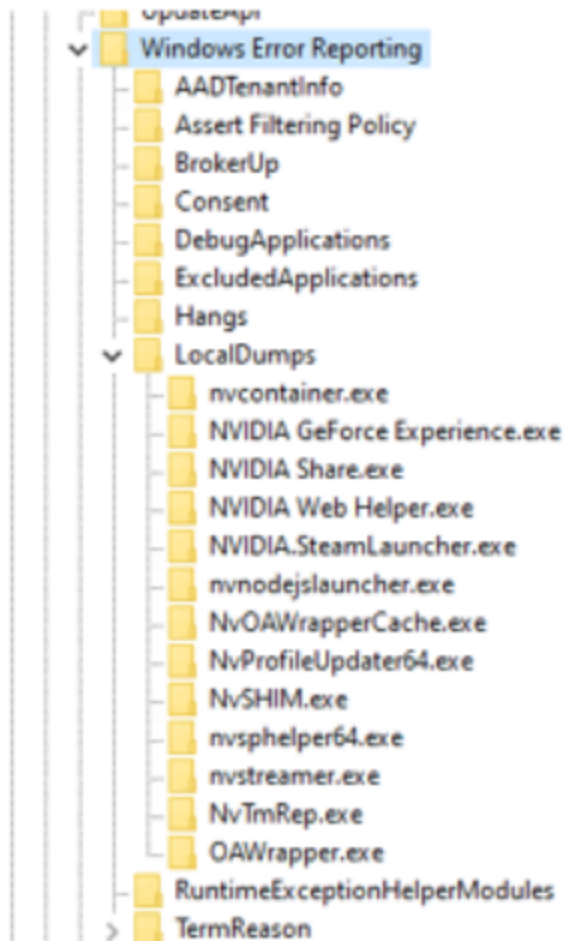 UpdateApi
Windows Error Reporting
AADTenantInfo
Assert Filtering Policy
BrokerUp
Consent
DebugApplications
ExcludedApplications
Hangs
LocalDumps
nvcontainer.exe
NVIDIA GeForce Experience.exe
NVIDIA Share.exe
NVIDIA Web Helper.exe
NVIDIA.SteamLauncher.exe
nvnodejslauncher.exe
NvOAWrapperCache.exe
NvProfileUpdater64.exe
NvSHIM.exe
nvsphelper64.exe
nvstreamer.exe
NvTmRep.exe
OAWrapper.exe
RuntimeExceptionHelperModules
TermReason